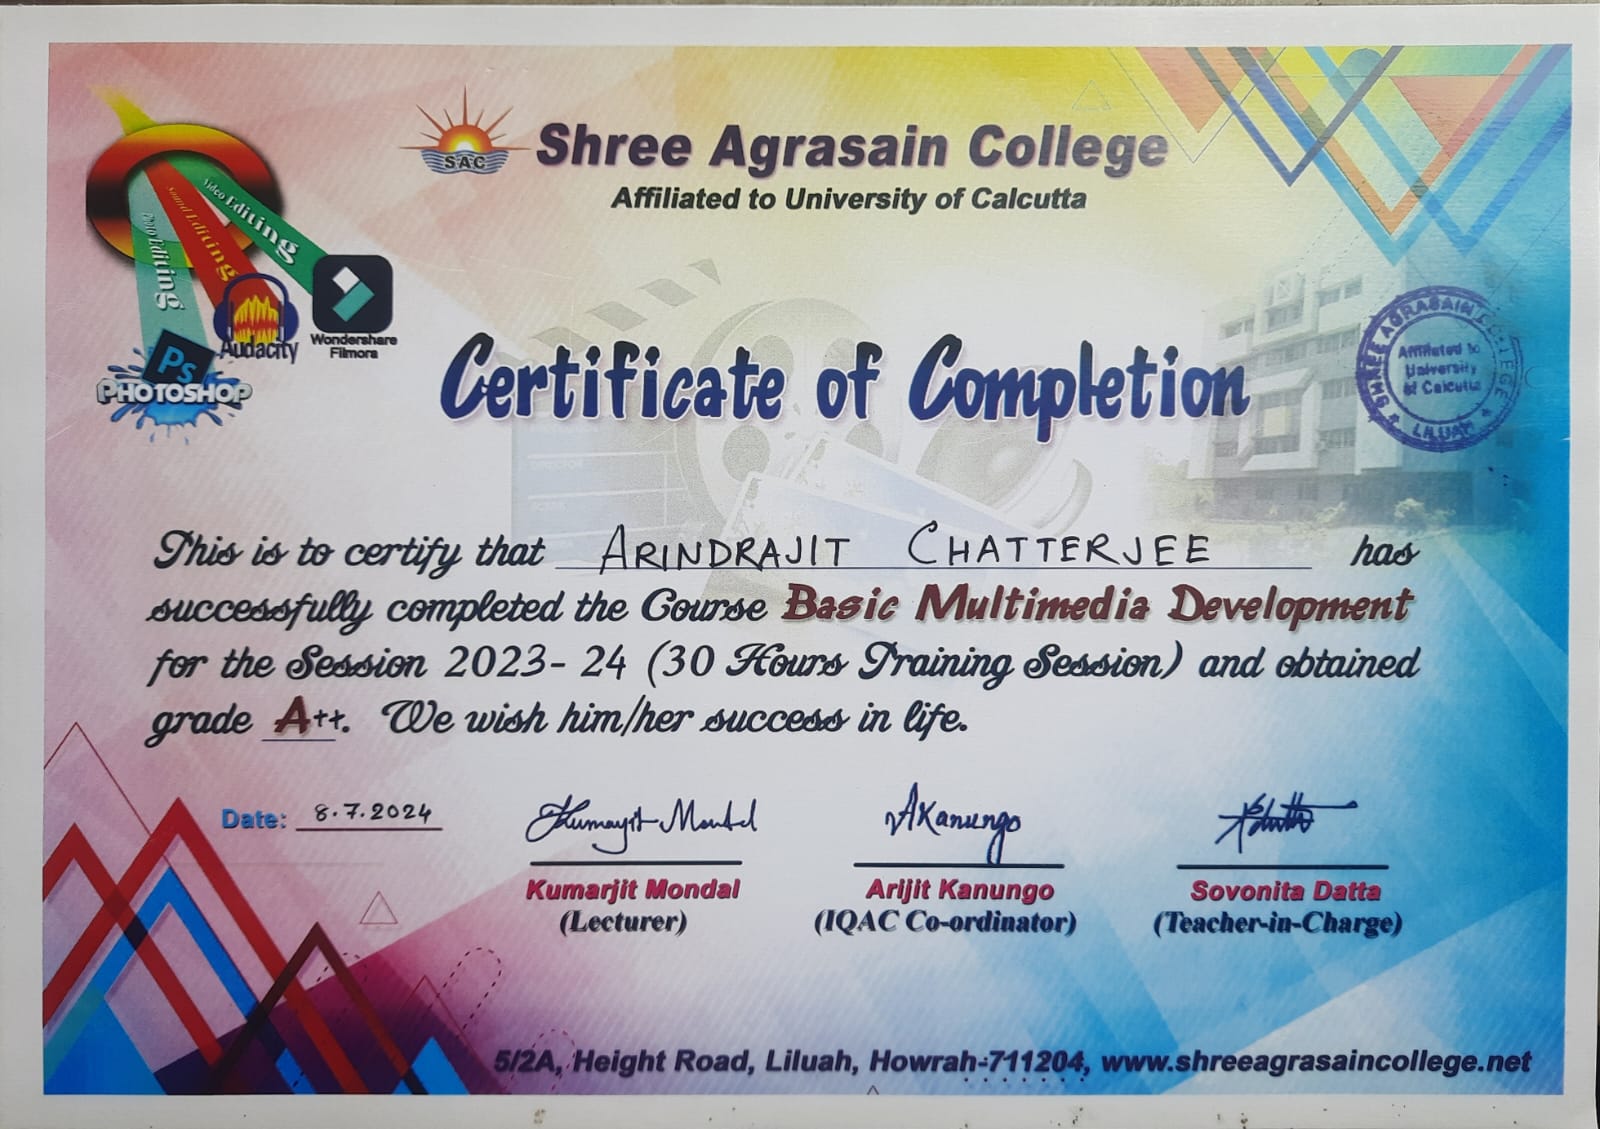 SAC
Shree Agrasain College
Affiliated to University of Calcutta
Video Editing
Sound Editing
Photo Editing
Ps
PHOTOSHOP
Audacity
Wondershare
Filmora
Certificate of Completion
SHREE AGRASAIN COLLEGE
Affiliated to
University
of Calcutta
LILUAH
This is to certify that ARINDRAJIT CHATTERJEE has
successfully completed the Course Basic Multimedia Development
for the Session 2023-24 (30 Hours Training Session) and obtained
grade A++. We wish him/her success in life.
Date: 8.7.2024
Kumarjit Mondal
AKanungo
SDatta
Kumarjit Mondal
(Lecturer)
Arijit Kanungo
(IQAC Co-ordinator)
Sovonita Datta
(Teacher-in-Charge)
5/2A, Height Road, Liluah, Howrah-711204, www.shreeagrasaincollege.net